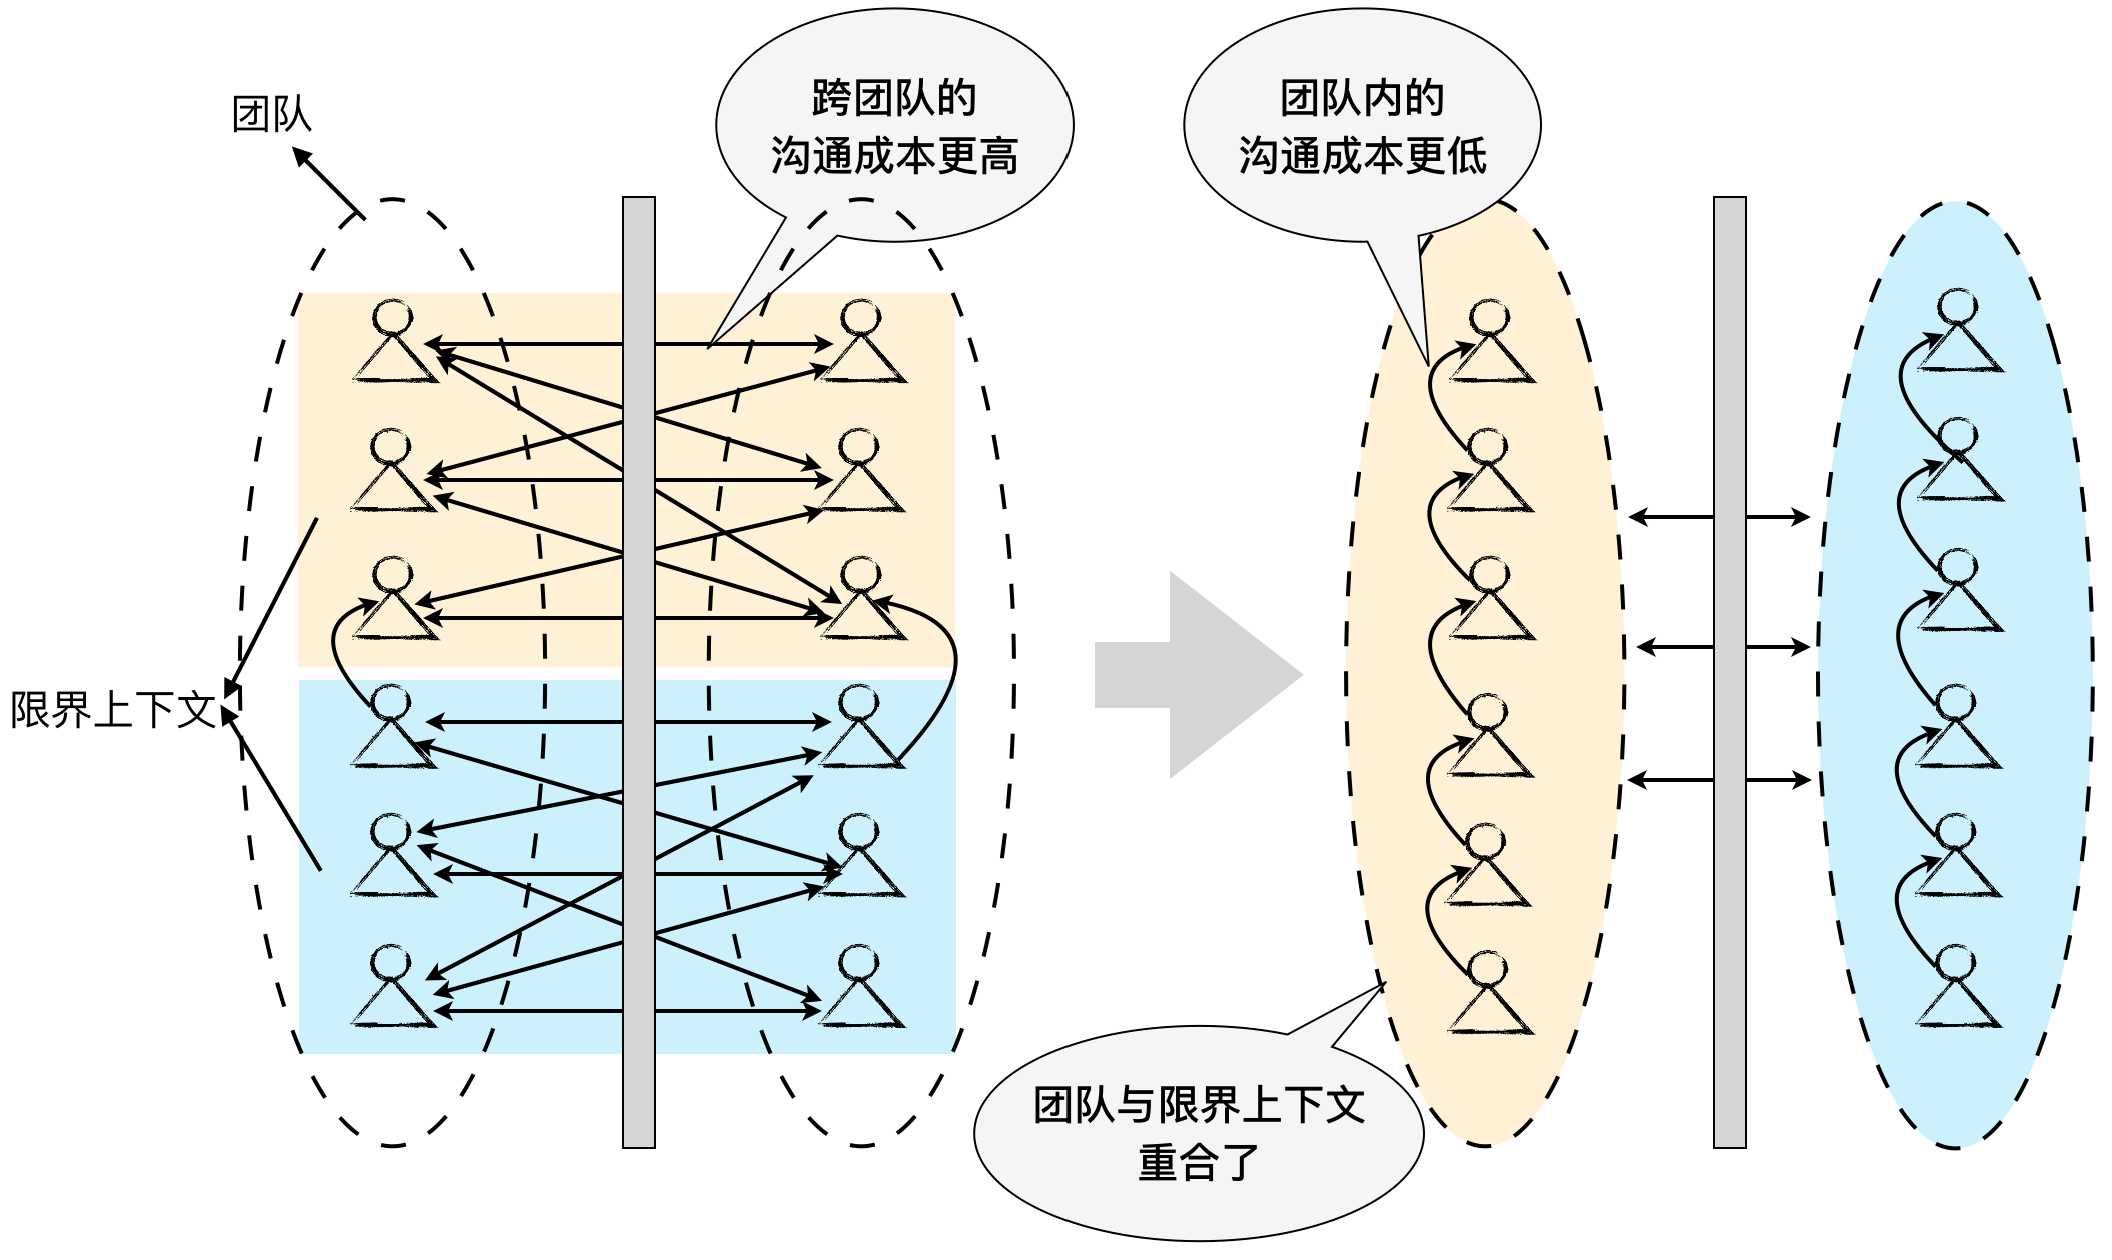 团队
跨团队的
沟通成本更高
团队内的
沟通成本更低
限界上下文
团队与限界上下文
重合了